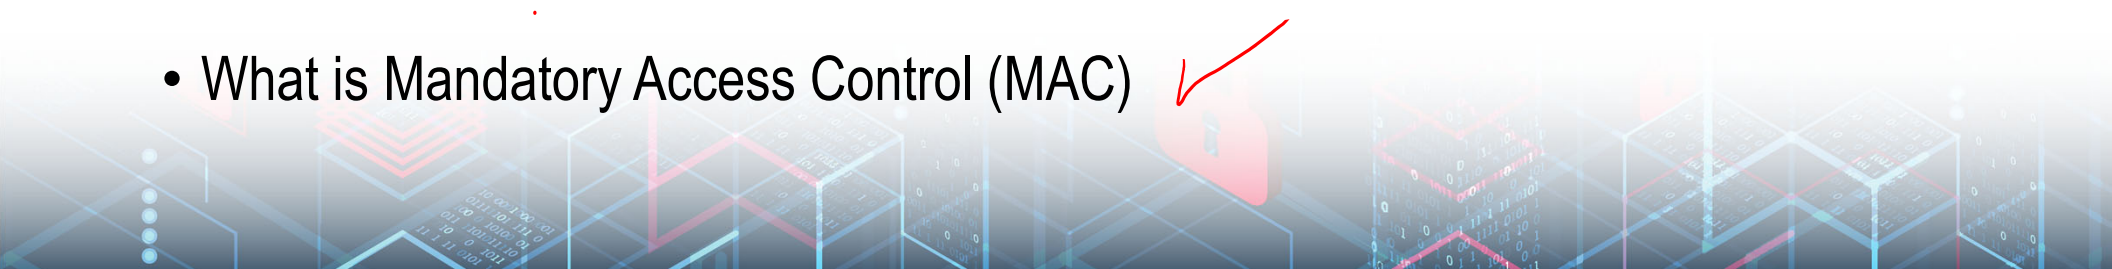 • What is Mandatory Access Control (MAC)